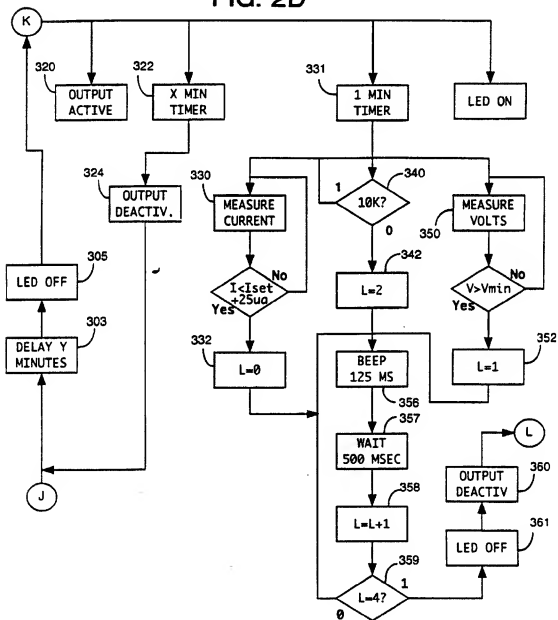 FIG. 2D
K
320
OUTPUT
ACTIVE
322
X MIN
TIMER
331
1 MIN
TIMER
LED ON
324
OUTPUT
DEACTIV.
330
MEASURE
CURRENT
1
10K?
340
0
MEASURE
VOLTS
350
305
LED OFF
I<Iset
+25ua
No
Yes
342
L=2
V>Vmin
No
Yes
303
DELAY Y
MINUTES
332
L=0
BEEP
125 MS
356
352
L=1
357
WAIT
500 MSEC
L
OUTPUT
DEACTIV
360
J
358
L=L+1
361
LED OFF
359
L=4?
1
0